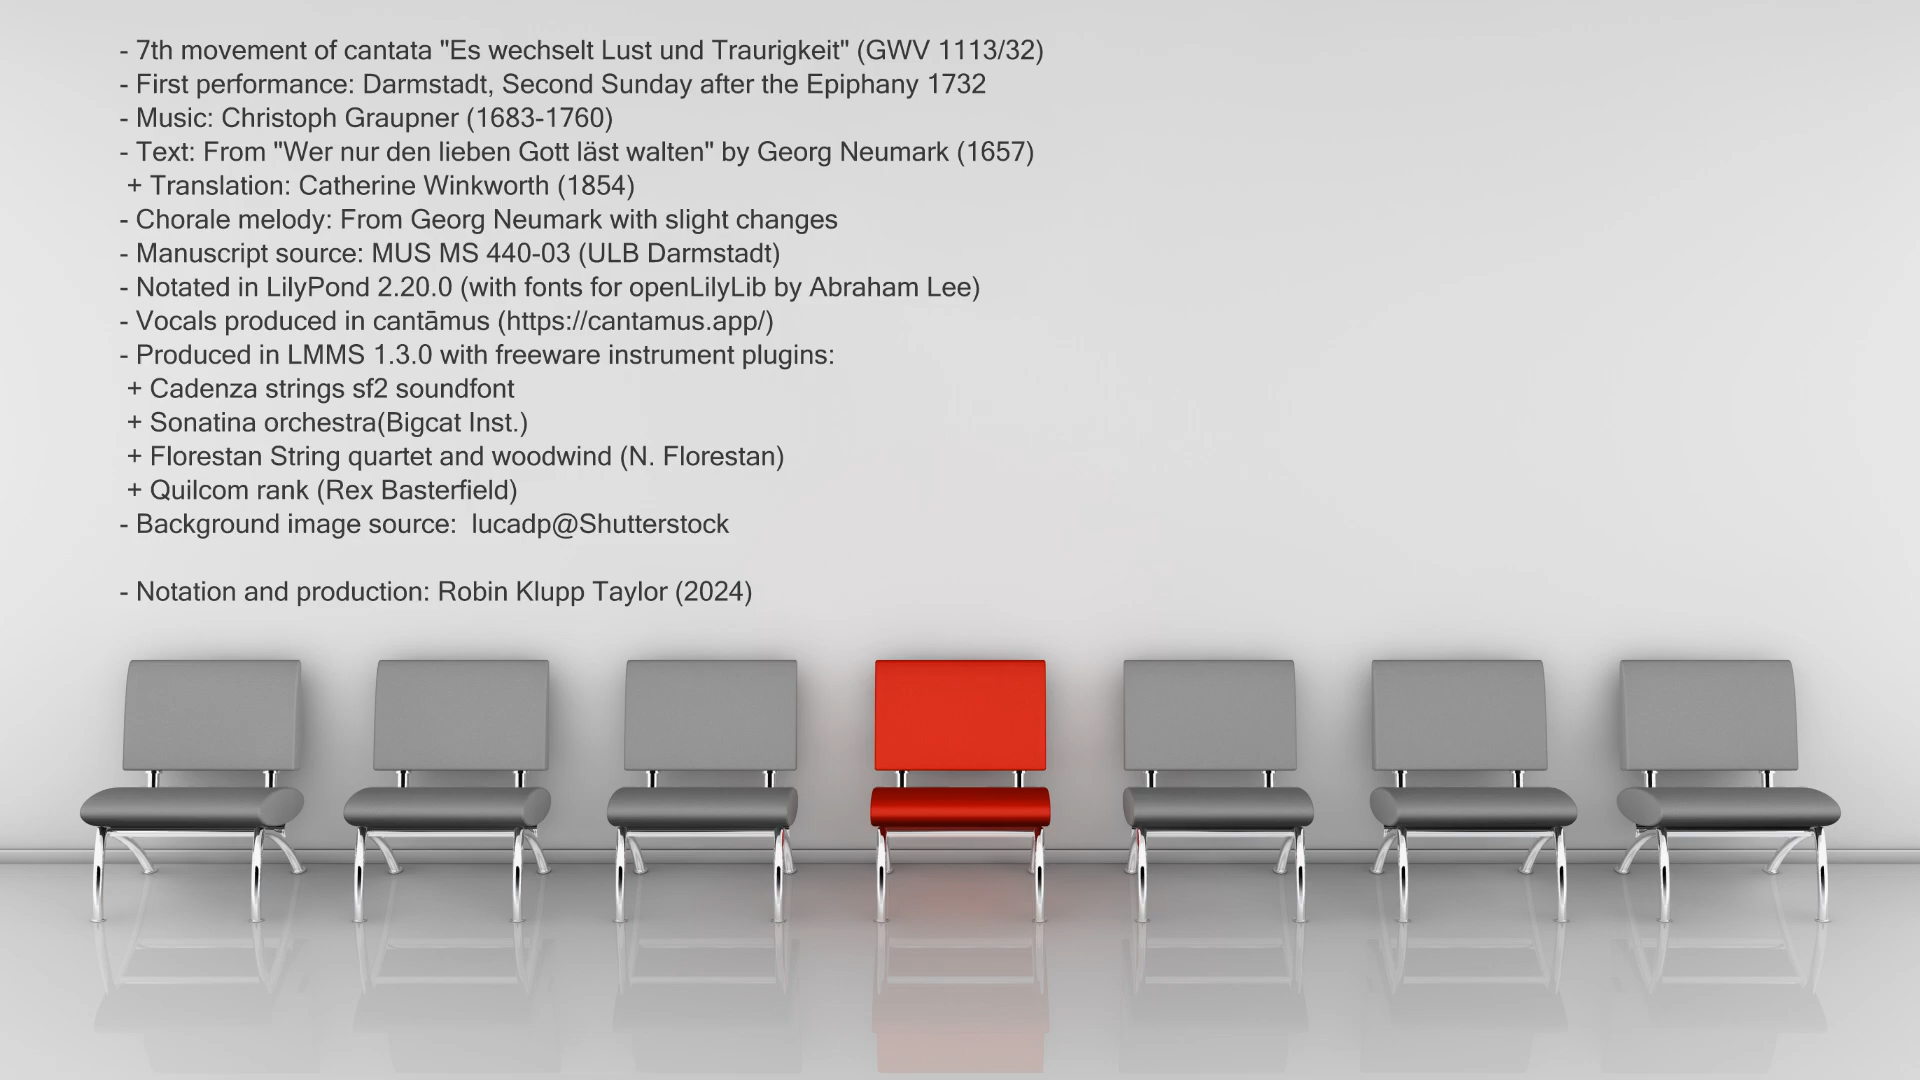 - 7th movement of cantata "Es wechselt Lust und Traurigkeit" (GWV 1113/32)
- First performance: Darmstadt, Second Sunday after the Epiphany 1732
- Music: Christoph Graupner (1683-1760)
- Text: From "Wer nur den lieben Gott läst walten" by Georg Neumark (1657)
+ Translation: Catherine Winkworth (1854)
- Chorale melody: From Georg Neumark with slight changes
- Manuscript source: MUS MS 440-03 (ULB Darmstadt)
- Notated in LilyPond 2.20.0 (with fonts for openLilyLib by Abraham Lee)
- Vocals produced in cantāmus (https://cantamus.app/)
- Produced in LMMS 1.3.0 with freeware instrument plugins:
+ Cadenza strings sf2 soundfont
+ Sonatina orchestra(Bigcat Inst.)
+ Florestan String quartet and woodwind (N. Florestan)
+ Quilcom rank (Rex Basterfield)
- Background image source:  lucadp@Shutterstock
- Notation and production: Robin Klupp Taylor (2024)